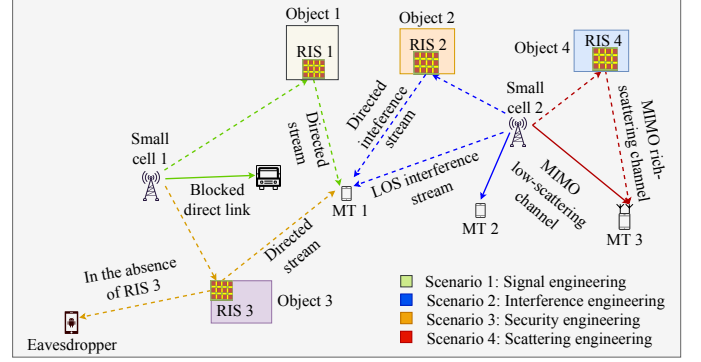 Object 1
RIS 1
Object 2
RIS 2
Object 4
RIS 4
Small
cell 2
Small
cell 1
Directed
stream
Directed
inteference
stream
MIMO rich-
scattering channel
Blocked
direct link
LOS interference
stream
MIMO
low-scattering
channel
MT 1
MT 2
MT 3
Directed
stream
In the absence
of RIS 3
RIS 3
Object 3
Eavesdropper
Scenario 1: Signal engineering
Scenario 2: Interference engineering
Scenario 3: Security engineering
Scenario 4: Scattering engineering